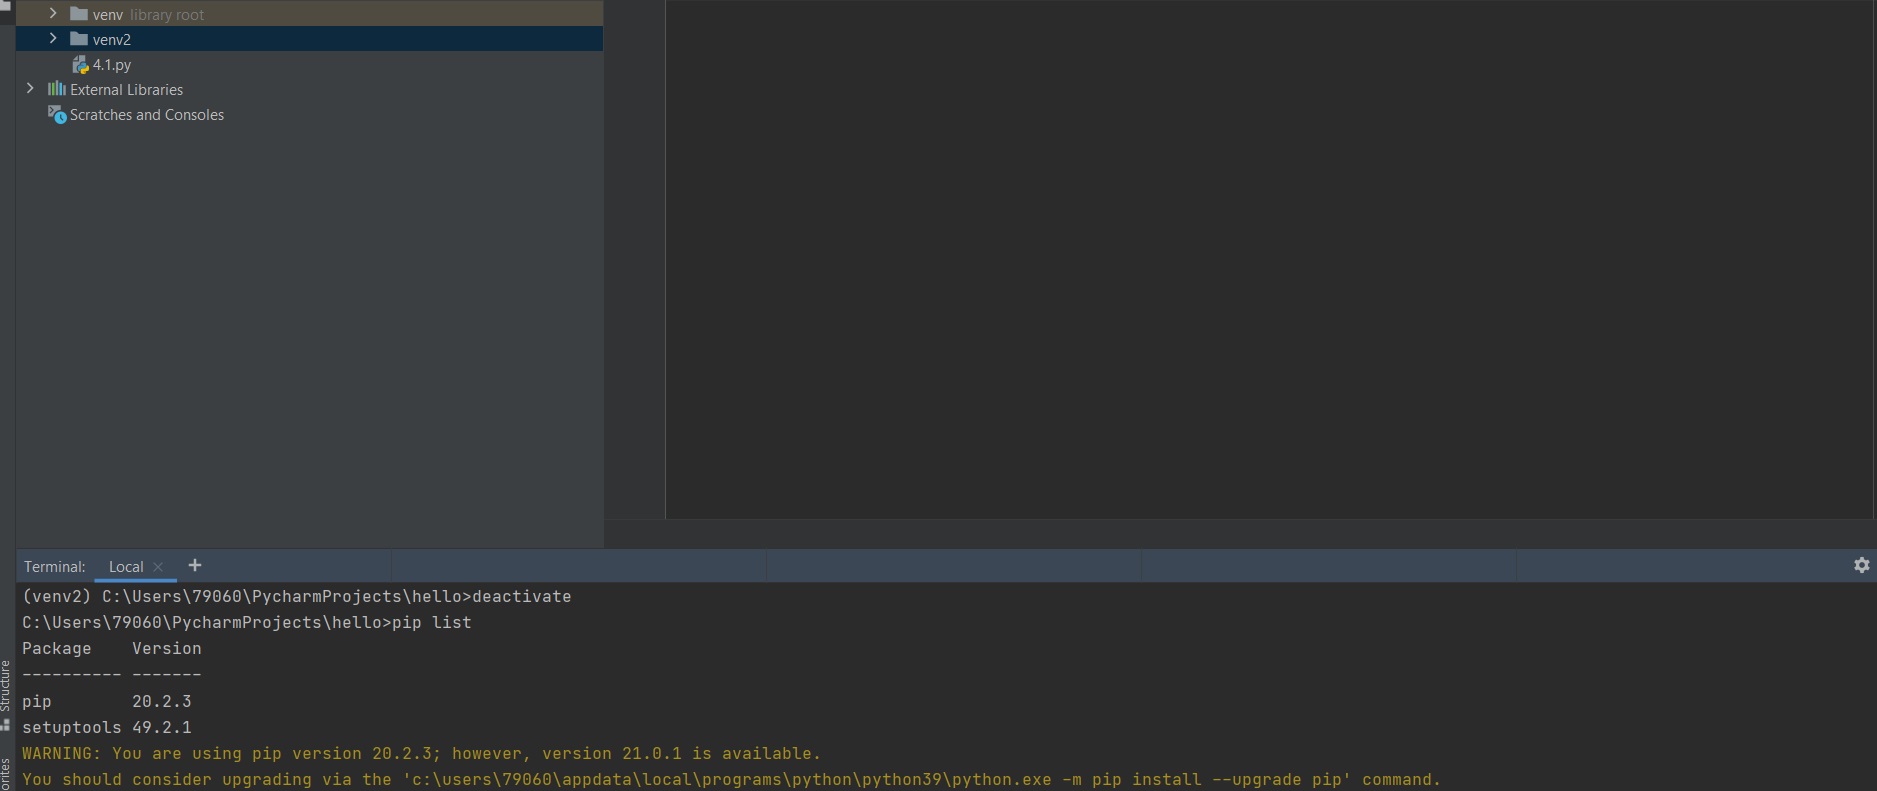 venv library root
venv2
4.1.py
External Libraries
Scratches and Consoles
Terminal: Local
(venv2) C:\Users\79060\PycharmProjects\hello>deactivate
C:\Users\79060\PycharmProjects\hello>pip list
Package    Version
---------- -------
pip        20.2.3
setuptools 49.2.1
WARNING: You are using pip version 20.2.3; however, version 21.0.1 is available.
You should consider upgrading via the 'c:\users\79060\appdata\local\programs\python\python39\python.exe -m pip install --upgrade pip' command.
Structure
orites